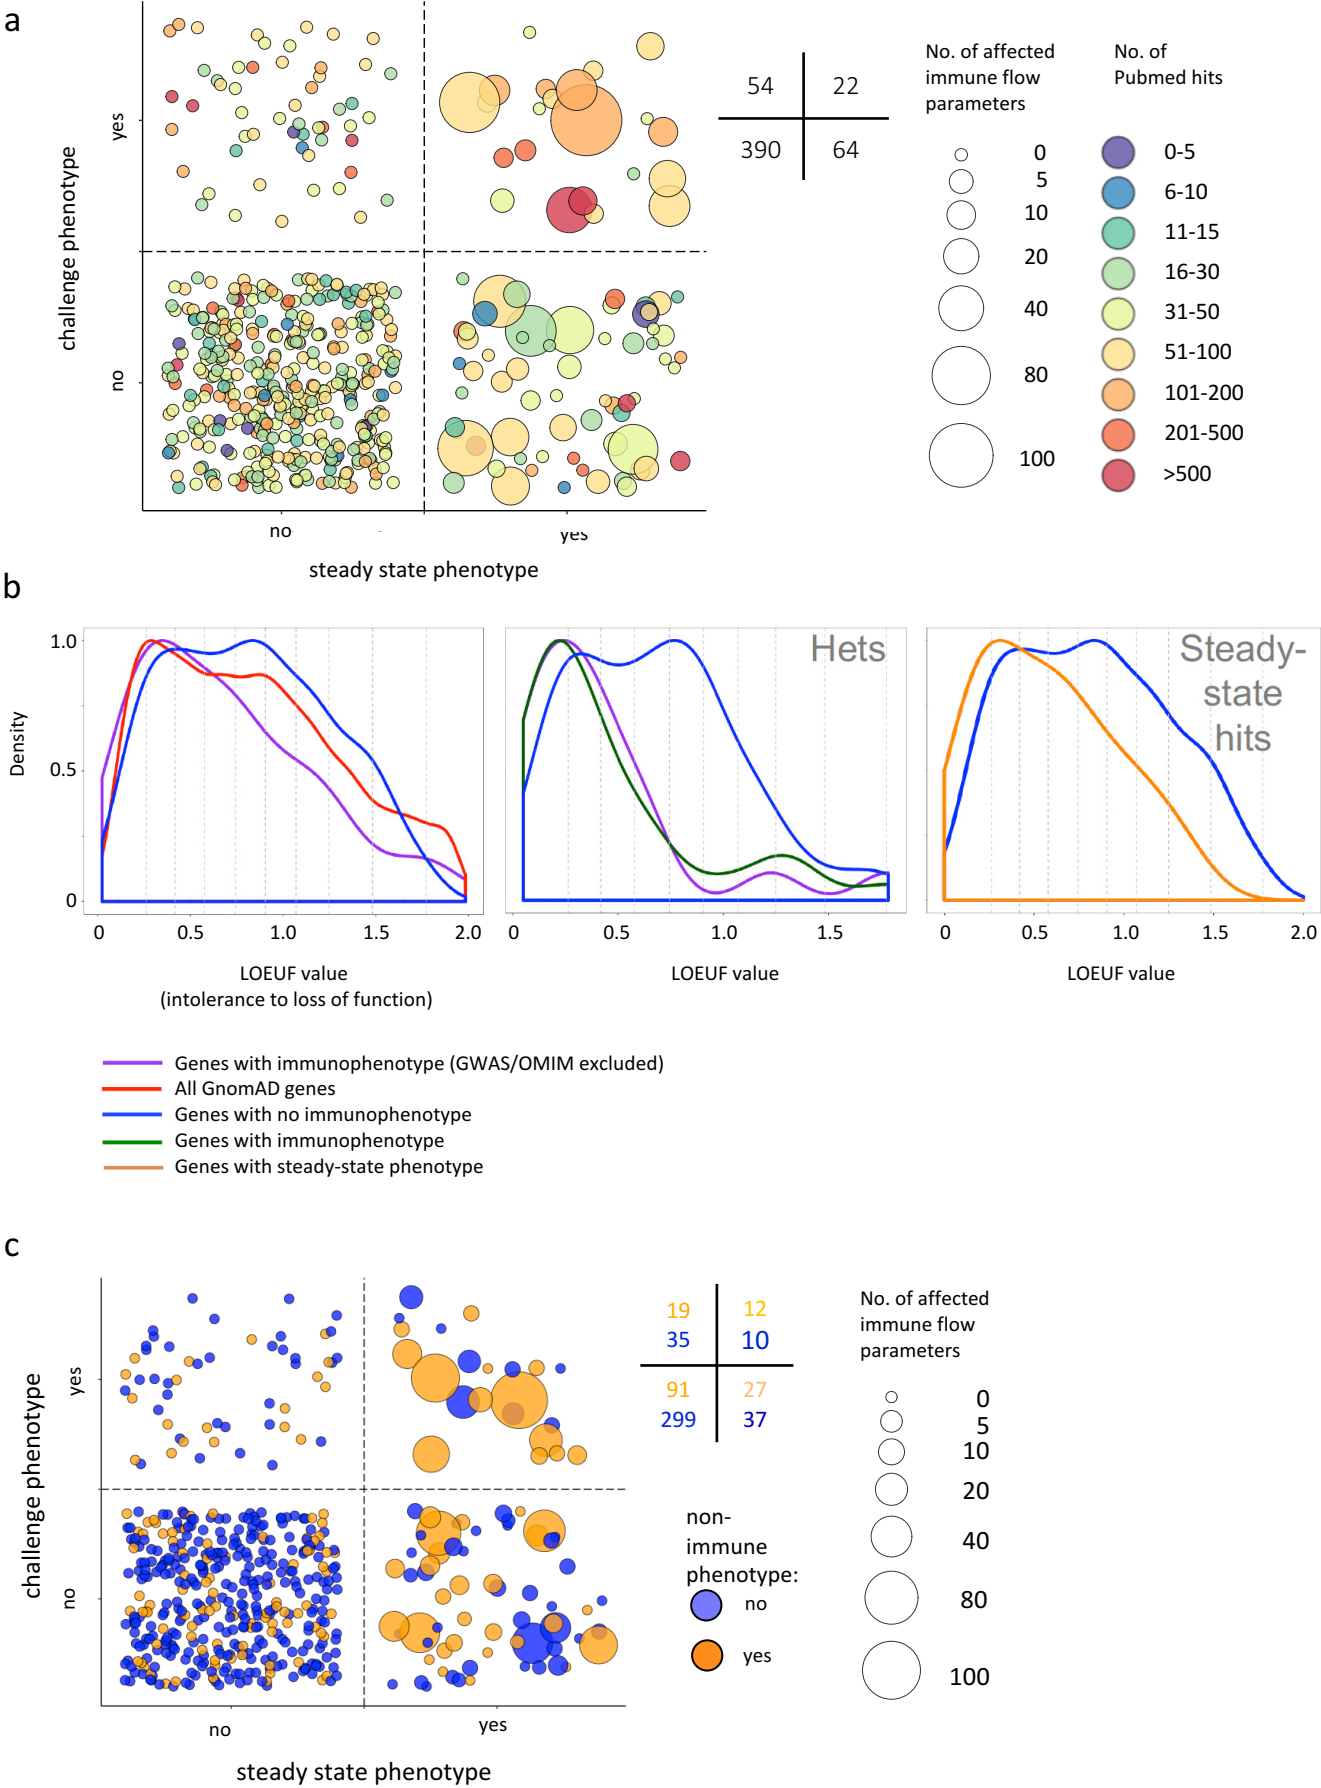 a
challenge phenotype
yes
no
no
yes
steady state phenotype
54 22
390 64
No. of affected
immune flow
parameters
0
5
10
20
40
80
100
No. of
Pubmed hits
0-5
6-10
11-15
16-30
31-50
51-100
101-200
201-500
>500
b
Density
1.0
0.5
0
0 0.5 1.0 1.5 2.0
LOEUF value
(intolerance to loss of function)
Hets
0 0.5 1.0 1.5
LOEUF value
Steady-
state
hits
0 0.5 1.0 1.5 2.0
LOEUF value
Genes with immunophenotype (GWAS/OMIM excluded)
All GnomAD genes
Genes with no immunophenotype
Genes with immunophenotype
Genes with steady-state phenotype
c
challenge phenotype
yes
no
no
yes
steady state phenotype
19 12
35 10
91 27
299 37
non-
immune
phenotype:
no
yes
No. of affected
immune flow
parameters
0
5
10
20
40
80
100